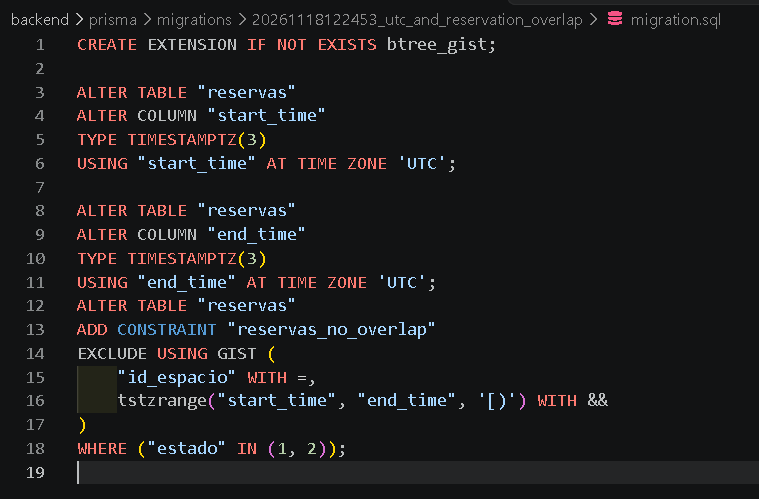 backend > prisma > migrations > 20261118122453_utc_and_reservation_overlap > migration.sql
1 CREATE EXTENSION IF NOT EXISTS btree_gist;
2
3 ALTER TABLE "reservas"
4 ALTER COLUMN "start_time"
5 TYPE TIMESTAMPTZ(3)
6 USING "start_time" AT TIME ZONE 'UTC';
7
8 ALTER TABLE "reservas"
9 ALTER COLUMN "end_time"
10 TYPE TIMESTAMPTZ(3)
11 USING "end_time" AT TIME ZONE 'UTC';
12 ALTER TABLE "reservas"
13 ADD CONSTRAINT "reservas_no_overlap"
14 EXCLUDE USING GIST (
15     "id_espacio" WITH =,
16     tstzrange("start_time", "end_time", '[)') WITH &&
17 )
18 WHERE ("estado" IN (1, 2));
19